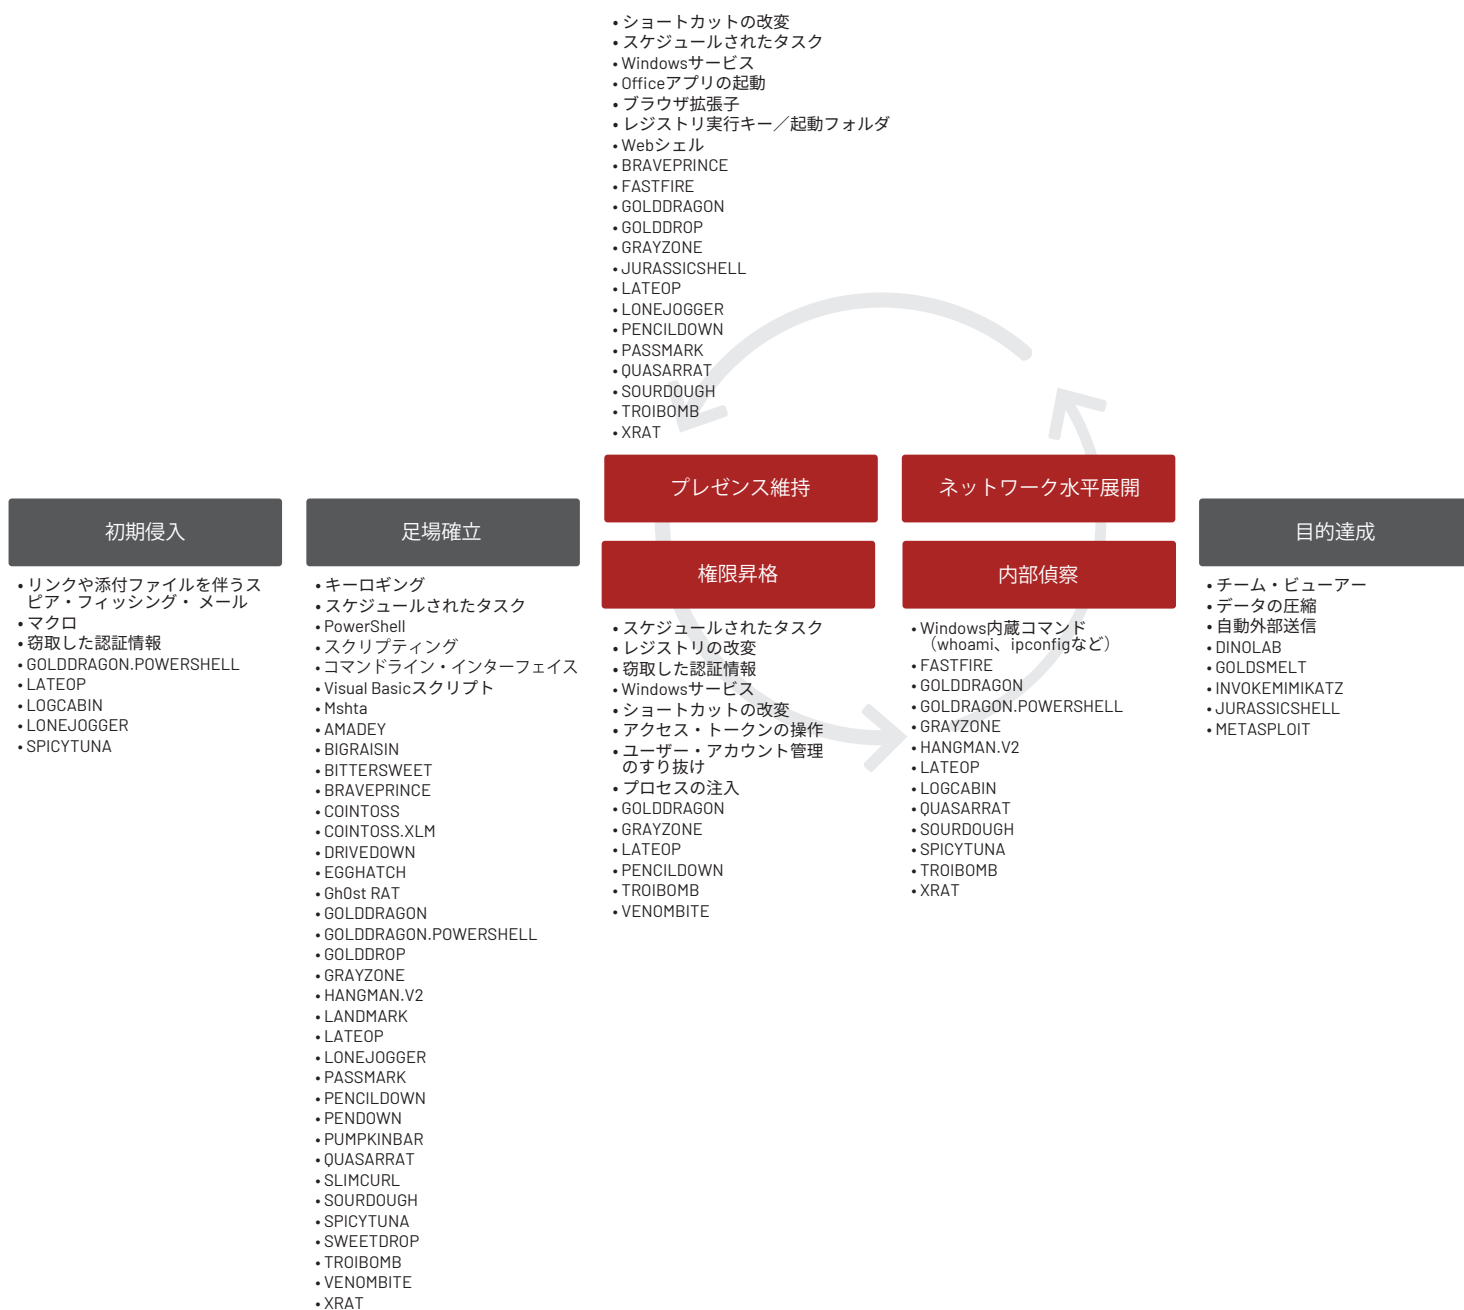 • ショートカットの改変
• スケジュールされたタスク
• Windowsサービス
• Officeアプリの起動
• ブラウザ拡張子
• レジストリ実行キー／起動フォルダ
• Webシェル
• BRAVEPRINCE
• FASTFIRE
• GOLDDRAGON
• GOLDDROP
• GRAYZONE
• JURASSICSHELL
• LATEOP
• LONEJOGGER
• PENCILDOWN
• PASSMARK
• QUASARRAT
• SOURDOUGH
• TROIBOMB
• XRAT
初期侵入
• リンクや添付ファイルを伴うス
ピア・フィッシング・ メール
• マクロ
• 窃取した認証情報
• GOLDDRAGON.POWERSHELL
• LATEOP
• LOGCABIN
• LONEJOGGER
• SPICYTUNA
足場確立
• キーロギング
• スケジュールされたタスク
• PowerShell
• スクリプティング
• コマンドライン・インターフェイス
• Visual Basicスクリプト
• Mshta
• AMADEY
• BIGRAISIN
• BITTERSWEET
• BRAVEPRINCE
• COINTOSS
• COINTOSS.XLM
• DRIVEDOWN
• EGGHATCH
• Gh0st RAT
• GOLDDRAGON
• GOLDDRAGON.POWERSHELL
• GOLDDROP
• GRAYZONE
• HANGMAN.V2
• LANDMARK
• LATEOP
• LONEJOGGER
• PASSMARK
• PENCILDOWN
• PENDOWN
• PUMPKINBAR
• QUASARRAT
• SLIMCURL
• SOURDOUGH
• SPICYTUNA
• SWEETDROP
• TROIBOMB
• VENOMBITE
• XRAT
プレゼンス維持
ネットワーク水平展開
権限昇格
• スケジュールされたタスク
• レジストリの改変
• 窃取した認証情報
• Windowsサービス
• ショートカットの改変
• アクセス・トークンの操作
• ユーザー・アカウント管理
のすり抜け
• プロセスの注入
• GOLDDRAGON
• GRAYZONE
• LATEOP
• PENCILDOWN
• TROIBOMB
• VENOMBITE
内部偵察
• Windows内蔵コマンド
（whoami、ipconfigなど）
• FASTFIRE
• GOLDDRAGON
• GOLDRAGON.POWERSHELL
• GRAYZONE
• HANGMAN.V2
• LATEOP
• LOGCABIN
• QUASARRAT
• SOURDOUGH
• SPICYTUNA
• TROIBOMB
• XRAT
目的達成
• チーム・ビューアー
• データの圧縮
• 自動外部送信
• DINOLAB
• GOLDSMELT
• INVOKEMIMIKATZ
• JURASSICSHELL
• METASPLOIT